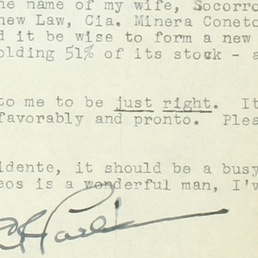 the name of my wife, Socorro
new Law, Cia. Minera Coneto
d it be wise to form a new
olding 51% of its stock - a
to me to be just right. It
favorably and pronto. Plea
idente, it should be a busy
eos is a wonderful man, I'v